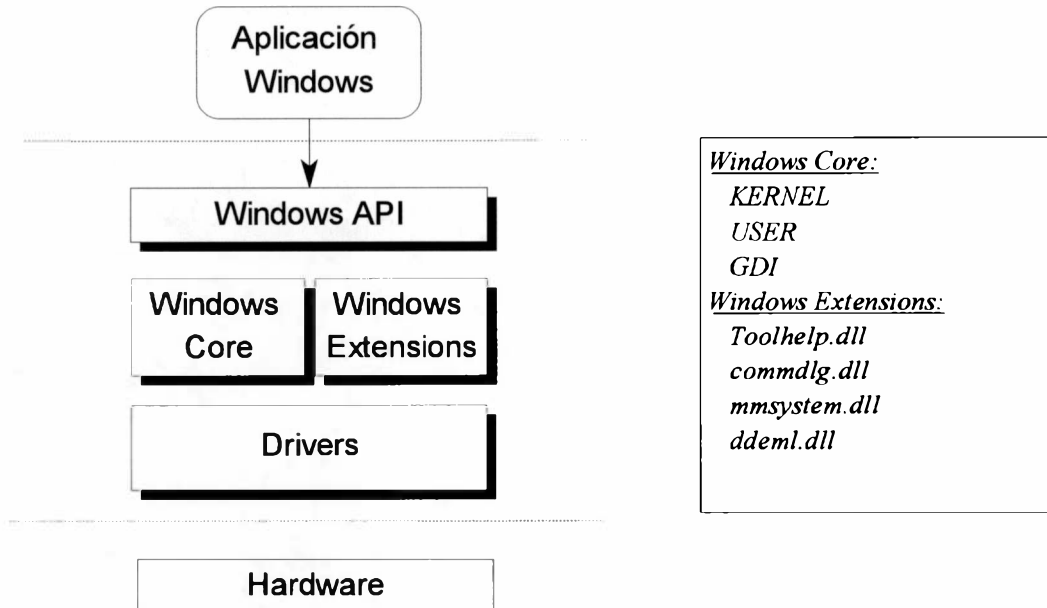 Aplicación
Windows
Windows API
Windows
Core
Windows
Extensions
Drivers
Hardware
Windows Core:
KERNEL
USER
GDI
Windows Extensions:
Toolhelp.dll
commdlg.dll
mmsystem.dll
ddeml.dll